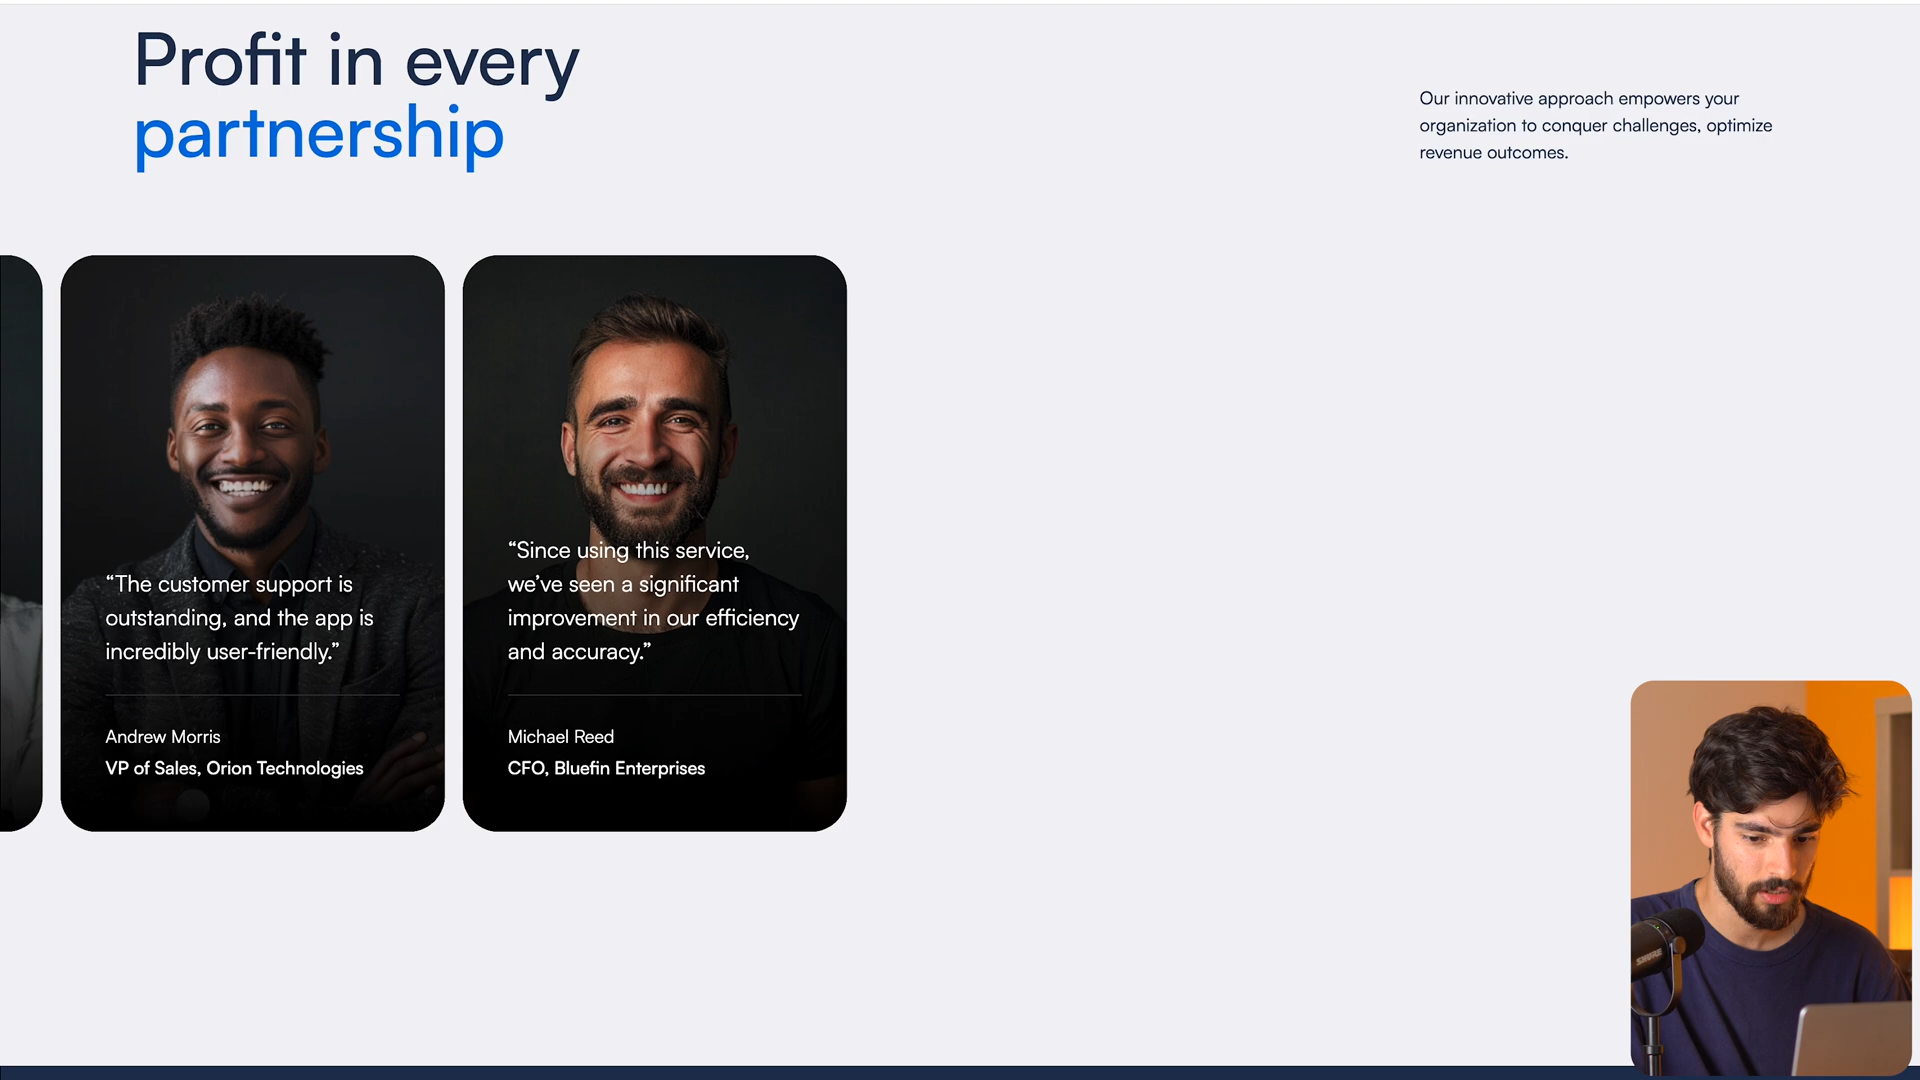 Profit in every
partnership
Our innovative approach empowers your
organization to conquer challenges, optimize
revenue outcomes.
“The customer support is
outstanding, and the app is
incredibly user-friendly.”
Andrew Morris
VP of Sales, Orion Technologies
“Since using this service,
we’ve seen a significant
improvement in our efficiency
and accuracy.”
Michael Reed
CFO, Bluefin Enterprises
SHURE